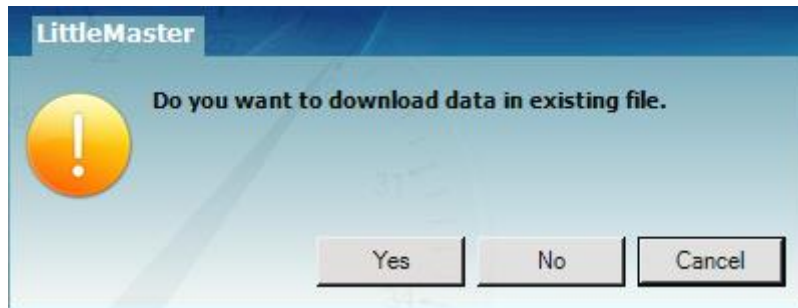 LittleMaster
Do you want to download data in existing file.
Yes No Cancel